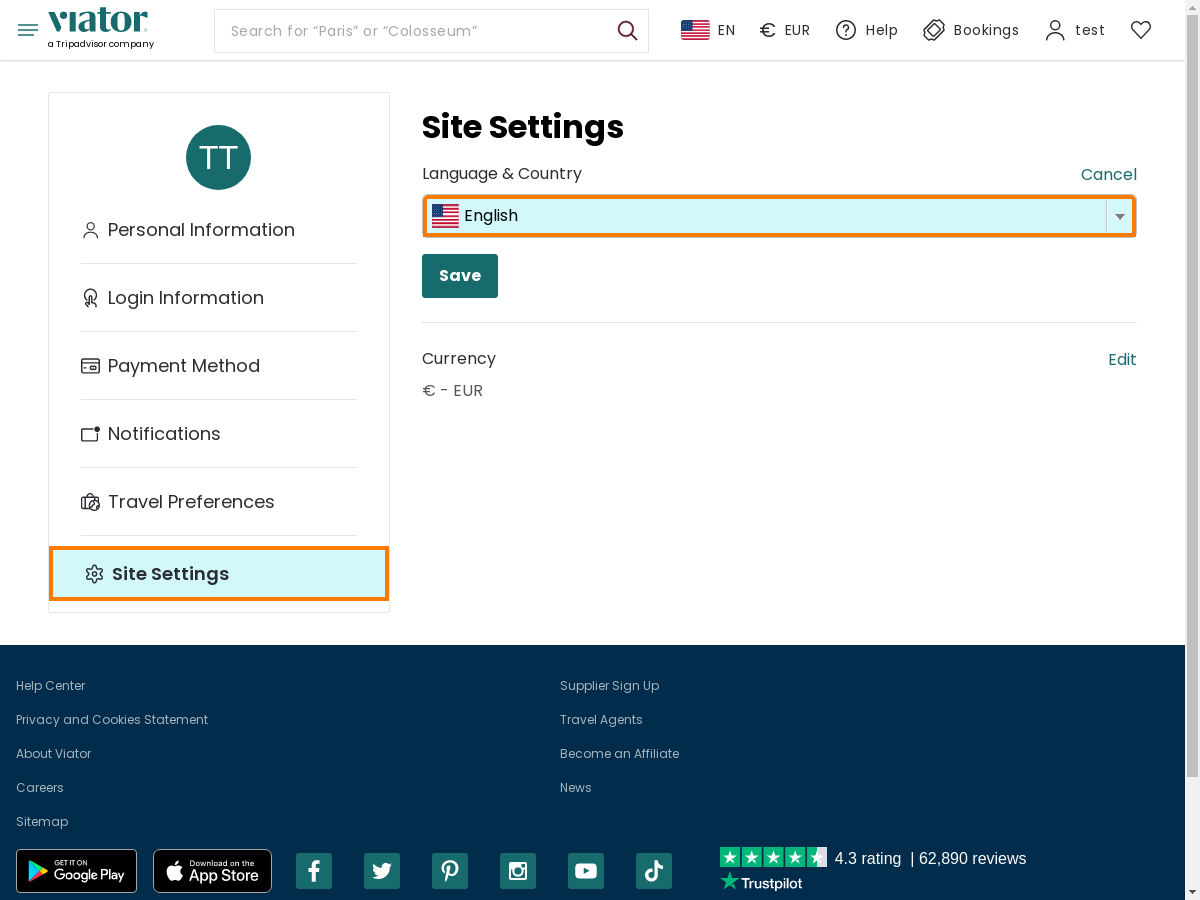 viator
a Tripadvisor company
Search for “Paris” or “Colosseum”
EN
€ EUR
Help
Bookings
test
TT
Personal Information
Login Information
Payment Method
Notifications
Travel Preferences
Site Settings
Site Settings
Language & Country
Cancel
English
Save
Currency
Edit
€ - EUR
Help Center
Privacy and Cookies Statement
About Viator
Careers
Sitemap
Supplier Sign Up
Travel Agents
Become an Affiliate
News
GET IT ON
Google Play
Download on the
App Store
4.3 rating | 62,890 reviews
Trustpilot